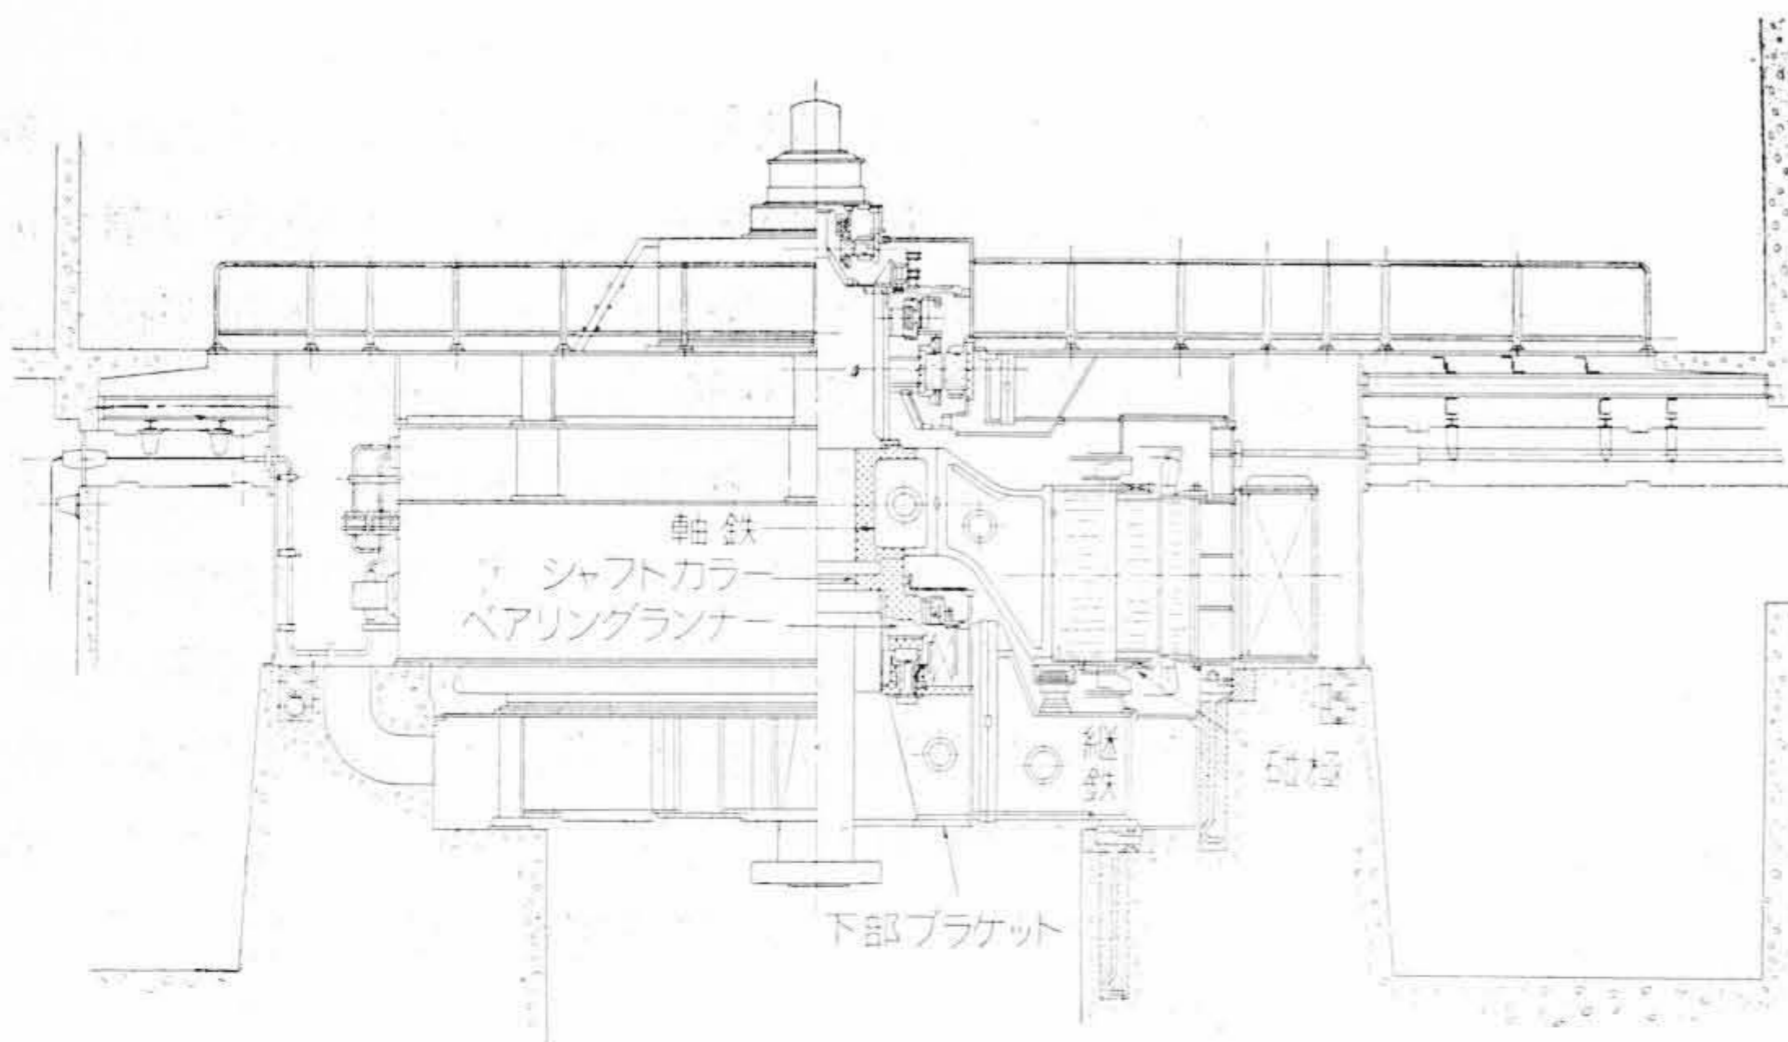 軸鉄
シャフトカラー
ベアリングランナー
継鉄
磁極
下部ブラケット